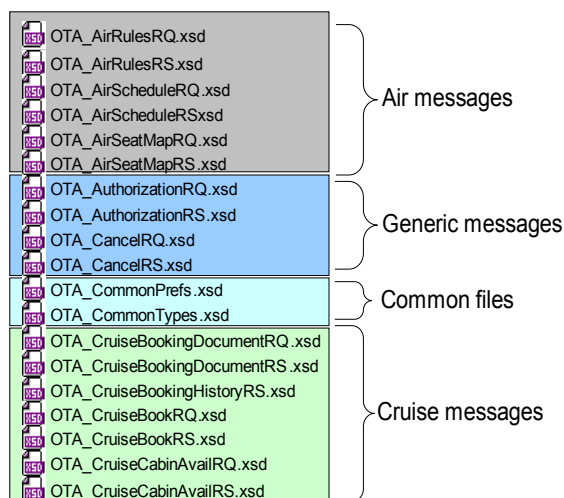 OTA_AirRulesRQ.xsd
OTA_AirRulesRS.xsd
OTA_AirScheduleRQ.xsd
OTA_AirScheduleRSxsd
OTA_AirSeatMapRQ.xsd
OTA_AirSeatMapRS.xsd
Air messages
OTA_AuthorizationRQ.xsd
OTA_AuthorizationRS.xsd
OTA_CancelRQ.xsd
OTA_CancelRS.xsd
Generic messages
OTA_CommonPrefs.xsd
OTA_CommonTypes.xsd
Common files
OTA_CruiseBookingDocumentRQ.xsd
OTA_CruiseBookingDocumentRS.xsd
OTA_CruiseBookingHistoryRS.xsd
OTA_CruiseBookRQ.xsd
OTA_CruiseBookRS.xsd
OTA_CruiseCabinAvailRQ.xsd
OTA_CruiseCabinAvailRS.xsd
Cruise messages